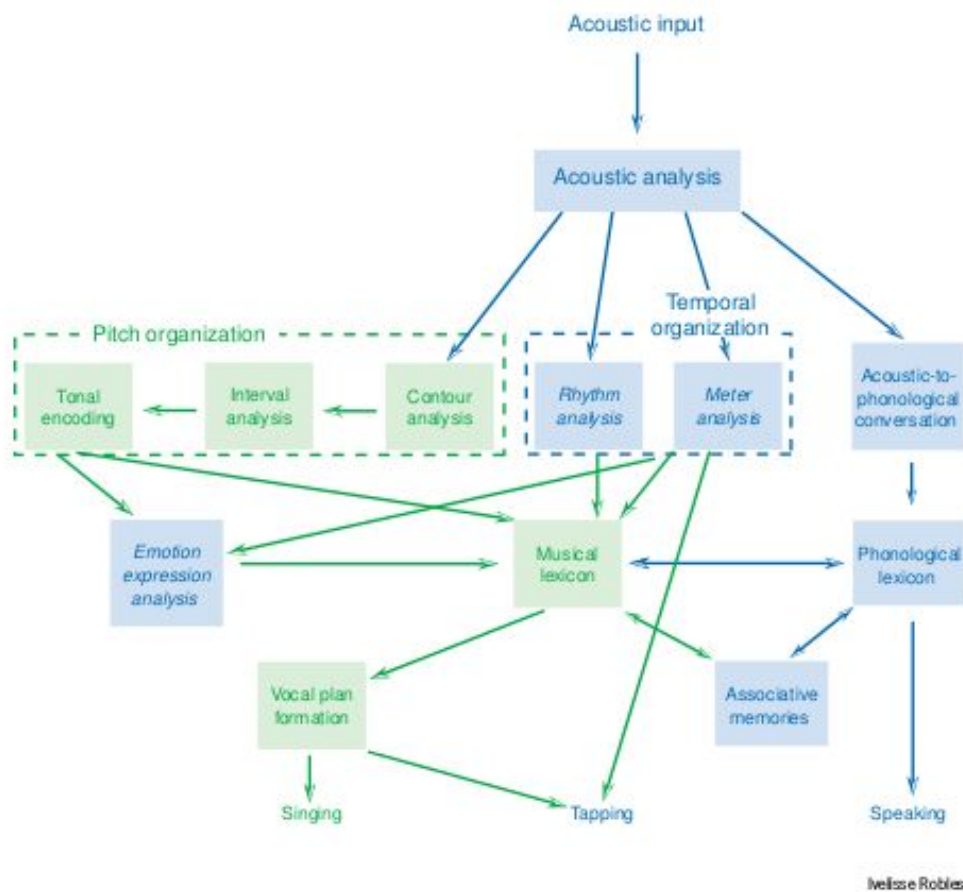 Acoustic input
Acoustic analysis
Temporal
organization
Pitch organization
Tonal
encoding
Interval
analysis
Contour
analysis
Rhythm
analysis
Meter
analysis
Acoustic-to-
phonological
conversation
Emotion
expression
analysis
Musical
lexicon
Phonological
lexicon
Vocal plan
formation
Associative
memories
Singing
Tapping
Speaking
Ivelisse Robles